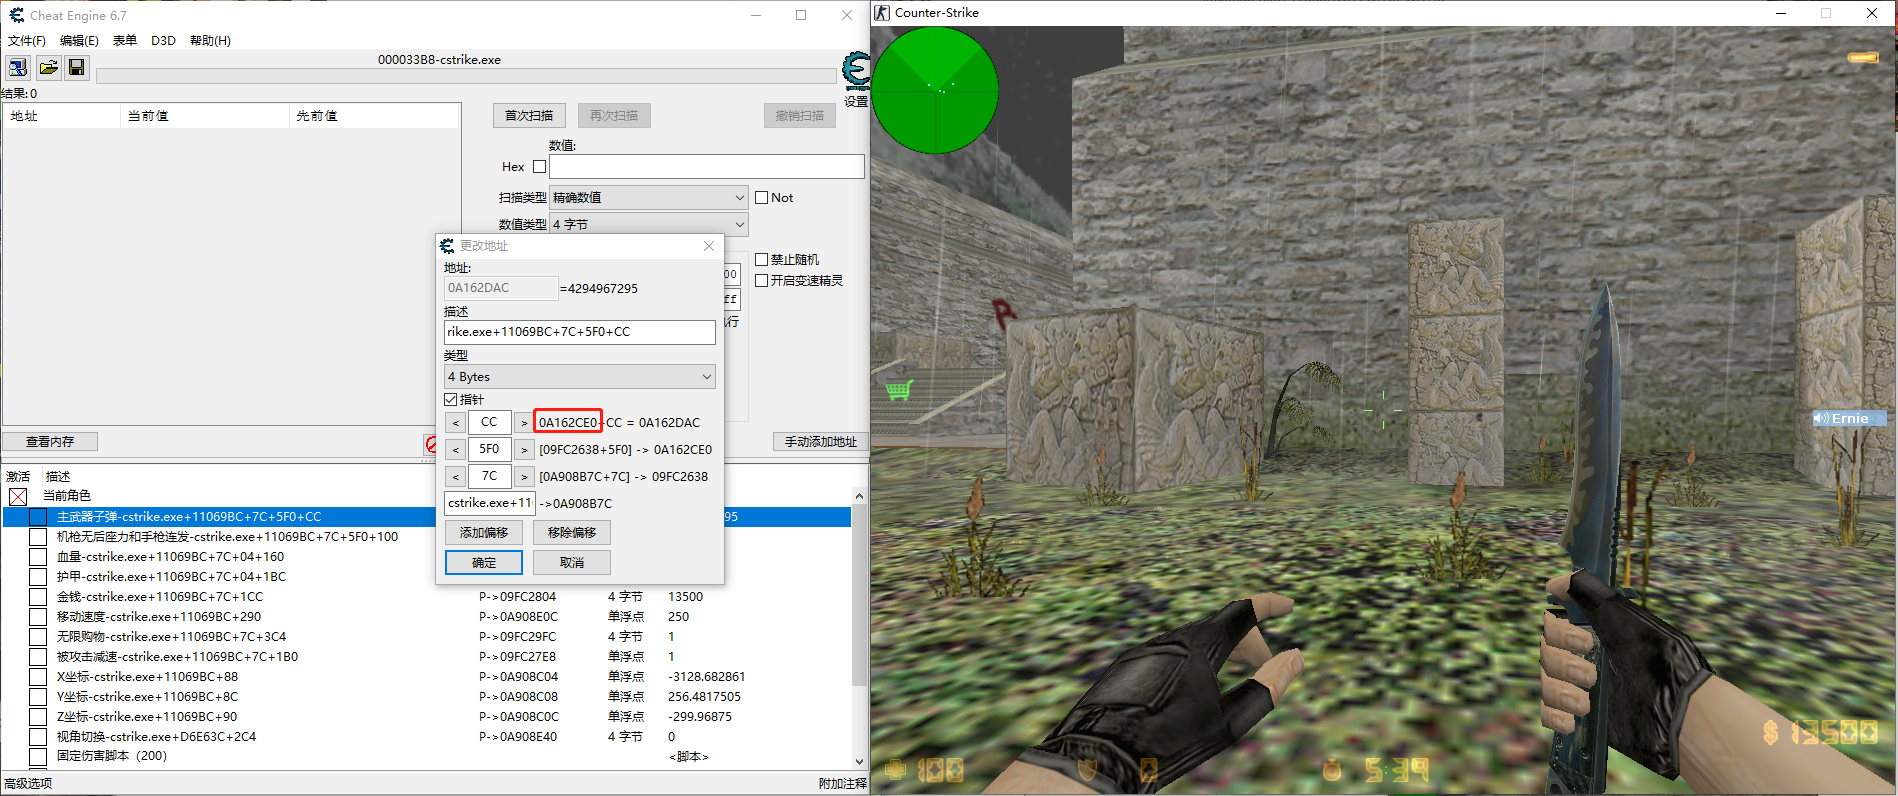 Cheat Engine 6.7
文件(F) 编辑(E) 表单 D3D 帮助(H)
000033B8-cstrike.exe
设置
结果: 0
地址 当前值 先前值
首次扫描 再次扫描 撤销扫描
数值:
Hex
扫描类型 精确数值 Not
数值类型 4 字节
禁止随机
开启变速精灵
00
ff
行
更改地址
地址:
0A162DAC =4294967295
描述
rike.exe+11069BC+7C+5F0+CC
类型
4 Bytes
指针
< CC > 0A162CE0+CC = 0A162DAC
< 5F0 > [09FC2638+5F0] -> 0A162CE0
< 7C > [0A908B7C+7C] -> 09FC2638
cstrike.exe+11 ->0A908B7C
添加偏移 移除偏移
确定 取消
查看内存 手动添加地址
激活 描述
当前角色
主武器子弹-cstrike.exe+11069BC+7C+5F0+CC 95
机枪无后座力和手枪连发-cstrike.exe+11069BC+7C+5F0+100
血量-cstrike.exe+11069BC+7C+04+160
护甲-cstrike.exe+11069BC+7C+04+1BC
金钱-cstrike.exe+11069BC+7C+1CC P->09FC2804 4 字节 13500
移动速度-cstrike.exe+11069BC+290 P->0A908E0C 单浮点 250
无限购物-cstrike.exe+11069BC+7C+3C4 P->09FC29FC 4 字节 1
被攻击减速-cstrike.exe+11069BC+7C+1B0 P->09FC27E8 单浮点 1
X坐标-cstrike.exe+11069BC+88 P->0A908C04 单浮点 -3128.682861
Y坐标-cstrike.exe+11069BC+8C P->0A908C08 单浮点 256.4817505
Z坐标-cstrike.exe+11069BC+90 P->0A908C0C 单浮点 -299.96875
视角切换-cstrike.exe+D6E63C+2C4 P->0A908E40 4 字节 0
固定伤害脚本（200） <脚本>
高级选项 附加注释
Counter-Strike
R
Ernie
$ 13500
100 0 5:39